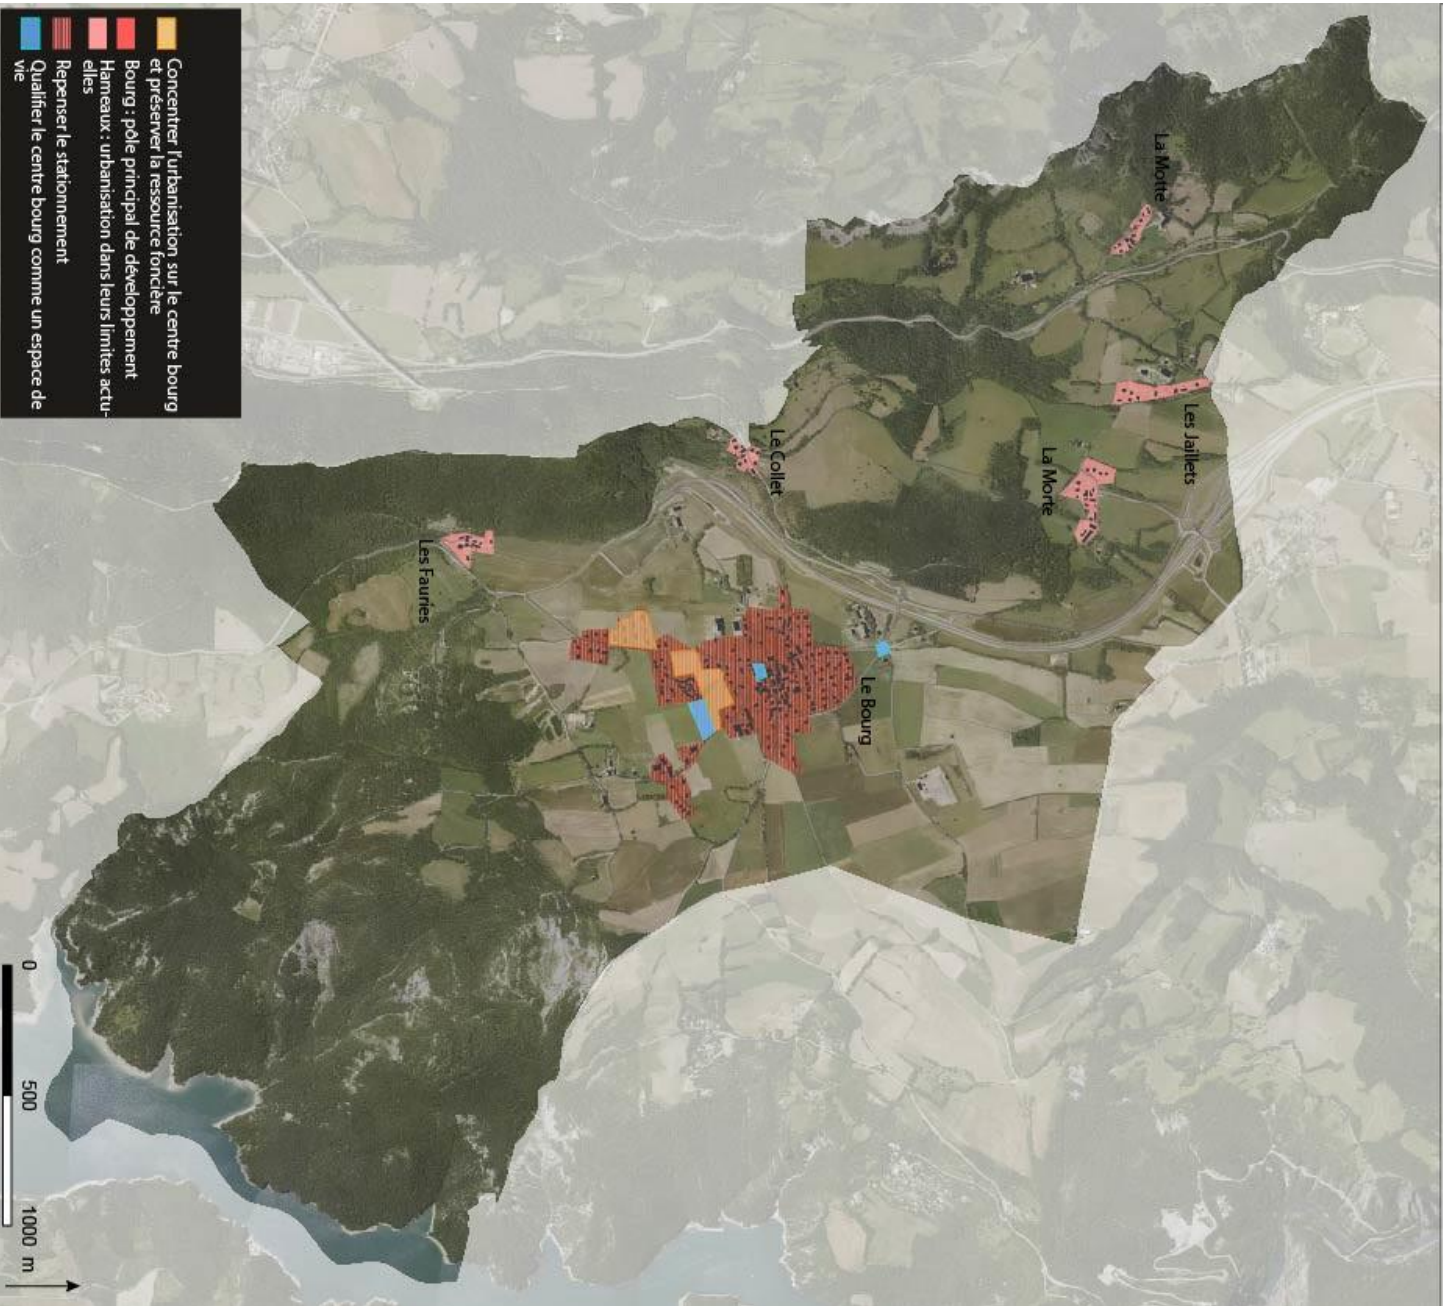 La Motte
Les Jaillets
La Morte
Le Collet
Les Fauries
Le Bourg
Concentrer l'urbanisation sur le centre bourg
et préserver la ressource foncière
Bourg : pôle principal de développement
Hameaux : urbanisation dans leurs limites actu-
elles
Repenser le stationnement
Qualifier le centre bourg comme un espace de
vie
0 500 1000 m